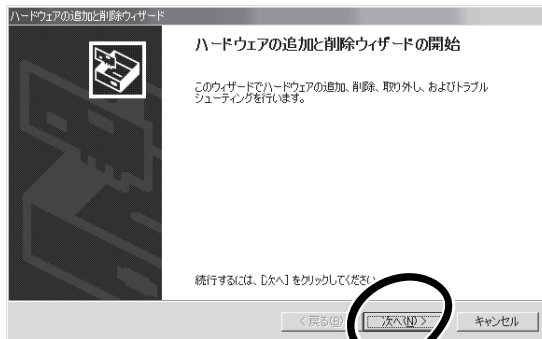 ハードウェアの追加と削除ウィザード
ハードウェアの追加と削除ウィザードの開始
このウィザードでハードウェアの追加、削除、取り外し、およびトラブル
シューティングを行います。
続行するには、[次へ] をクリックしてください
< 戻る(B) 次へ(N) > キャンセル